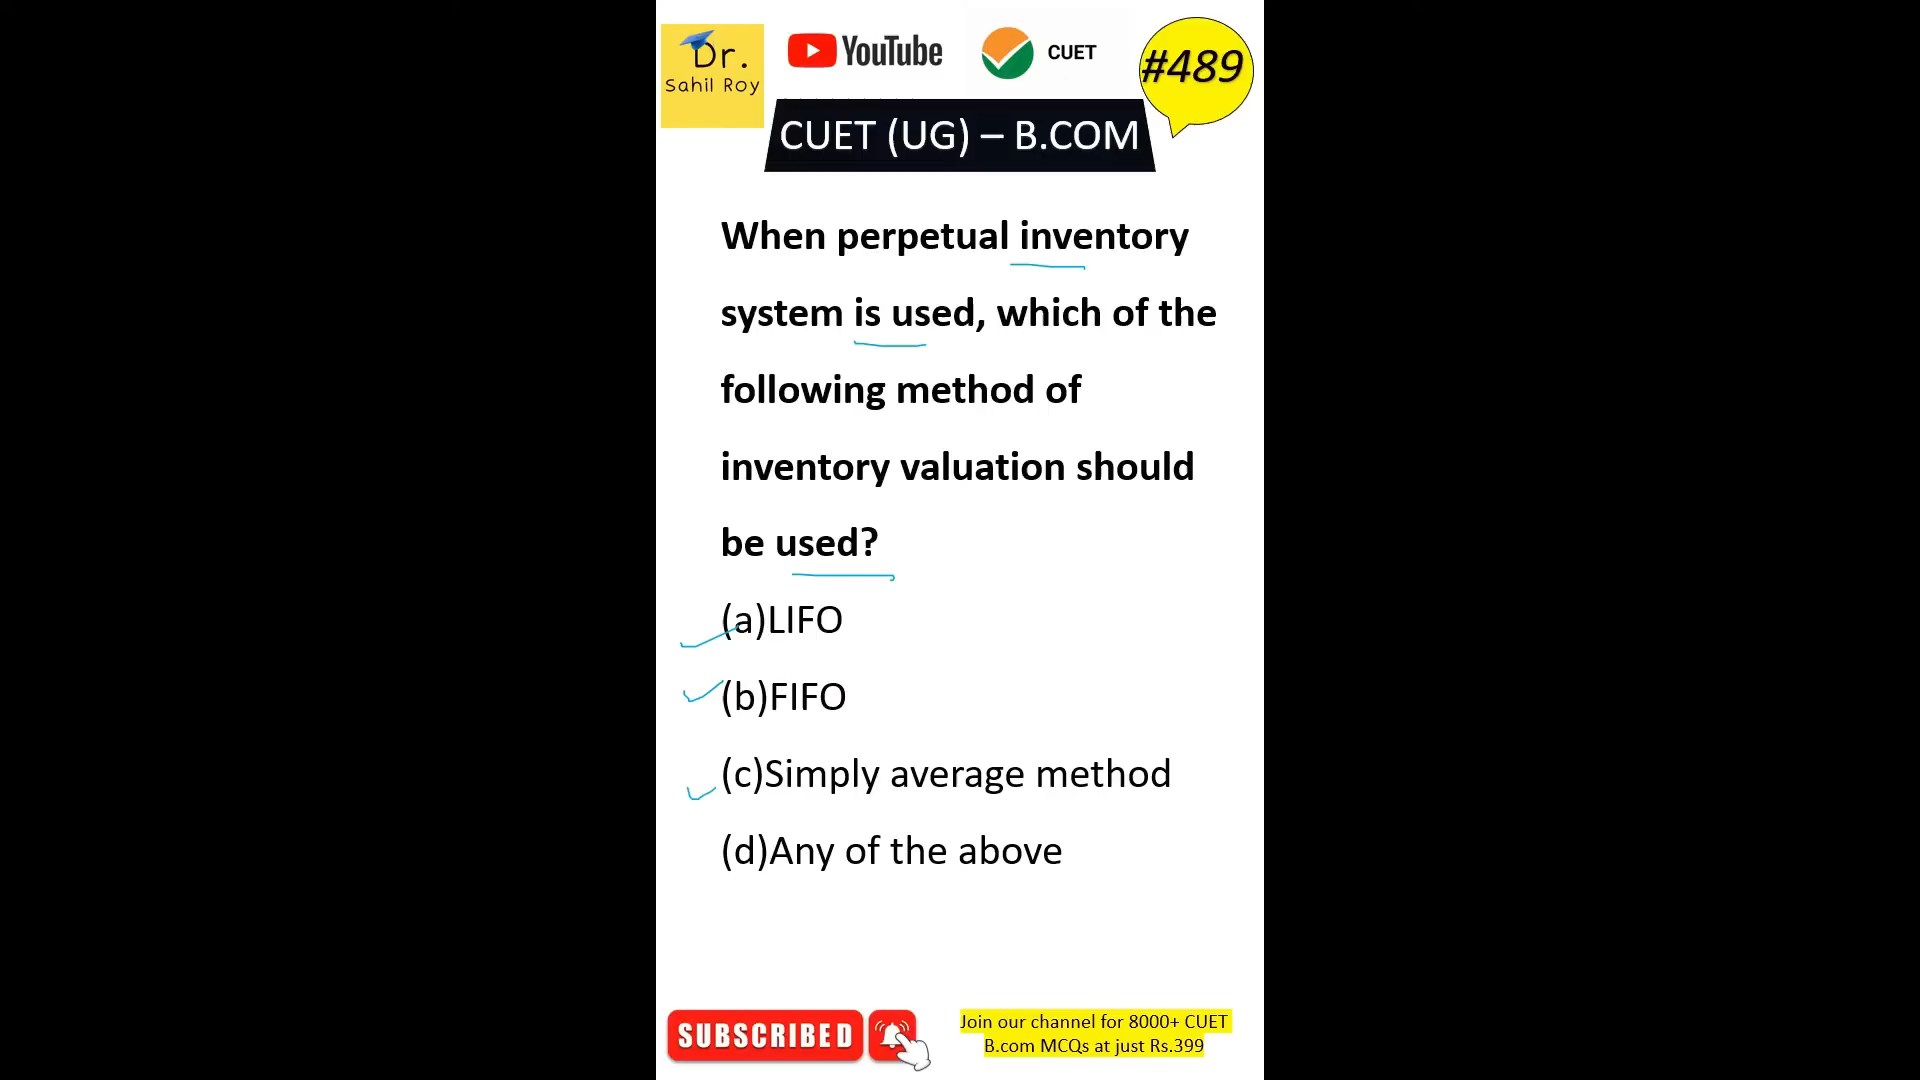 Dr.
Sahil Roy
YouTube
CUET
#489
CUET (UG) – B.COM
When perpetual inventory
system is used, which of the
following method of
inventory valuation should
be used?
(a)LIFO
(b)FIFO
(c)Simply average method
(d)Any of the above
SUBSCRIBED
Join our channel for 8000+ CUET
B.com MCQs at just Rs.399